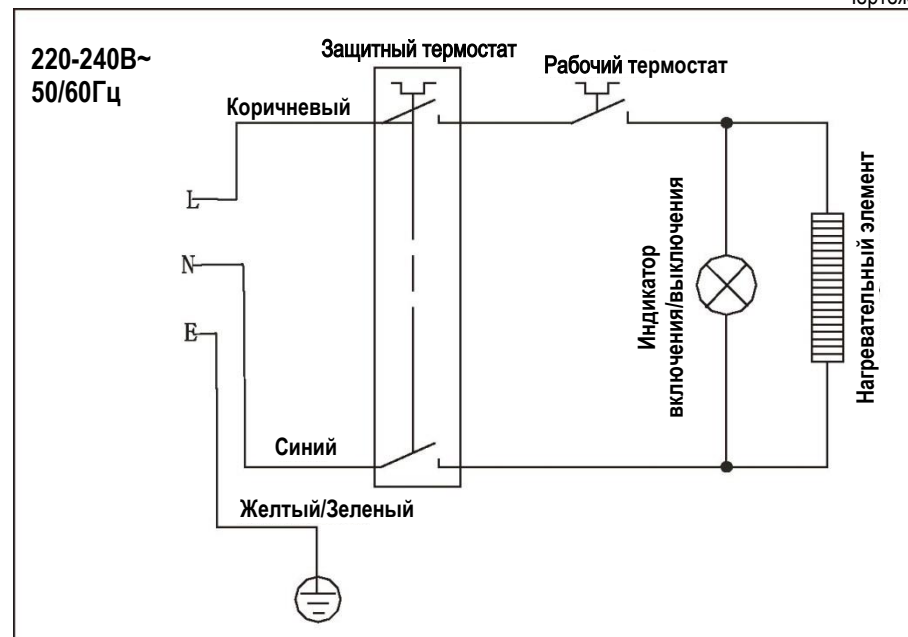 220-240В~
50/60Гц
Защитный термостат
Рабочий термостат
Коричневый
L
N
E
Синий
Желтый/Зеленый
Индикатор
включения/выключения
Нагревательный элемент